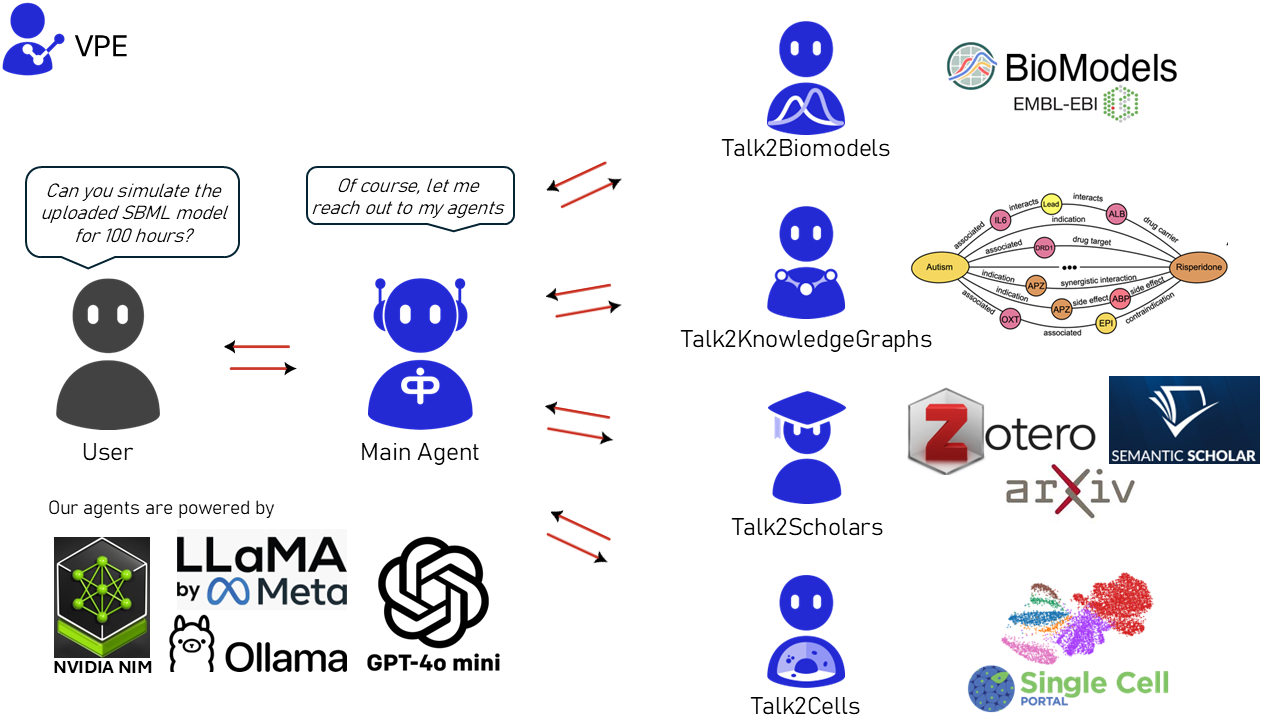 VPE
Can you simulate the
uploaded SBML model
for 100 hours?
Of course, let me
reach out to my agents
User
Main Agent
Our agents are powered by
NVIDIA NIM
LLaMA
by Meta
Ollama
GPT-4o mini
Talk2Biomodels
BioModels
EMBL-EBI
Talk2KnowledgeGraphs
Autism
Risperidone
associated
IL6
interacts
Lead
interacts
ALB
drug carrier
indication
associated
DRD1
drug target
indication
APZ
synergistic interaction
indication
APZ
side effect
ABP
side effect
associated
OXT
associated
EPI
contraindication
Talk2Scholars
Zotero
SEMANTIC SCHOLAR
arXiv
Talk2Cells
Single Cell
PORTAL